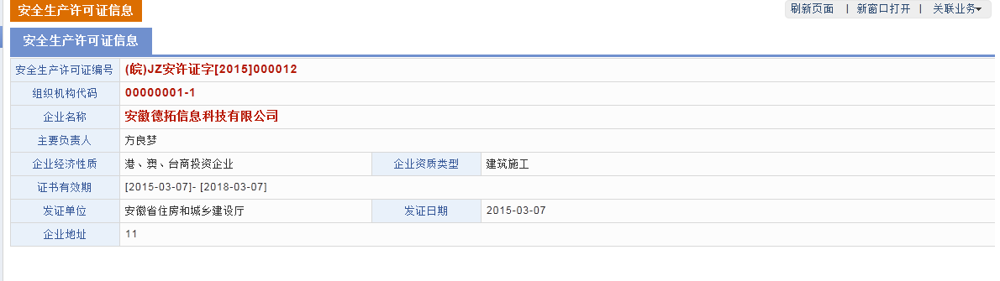 安全生产许可证信息
刷新页面 | 新窗口打开 | 关联业务
安全生产许可证信息
安全生产许可证编号 (皖)JZ安许证字[2015]000012
组织机构代码 00000001-1
企业名称 安徽德拓信息科技有限公司
主要负责人 方良梦
企业经济性质 港、澳、台商投资企业 企业资质类型 建筑施工
证书有效期 [2015-03-07]- [2018-03-07]
发证单位 安徽省住房和城乡建设厅 发证日期 2015-03-07
企业地址 11